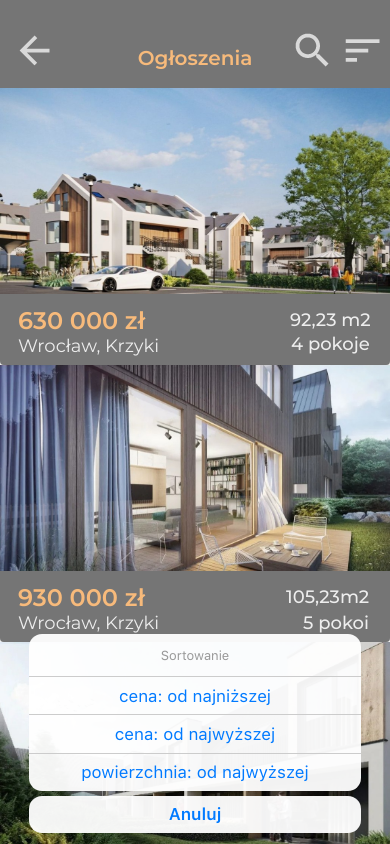 Ogłoszenia
630 000 zł
92,23 m2
Wrocław, Krzyki
4 pokoje
930 000 zł
105,23m2
Wrocław, Krzyki
5 pokoi
Sortowanie
cena: od najniższej
cena: od najwyższej
powierzchnia: od najwyższej
Anuluj